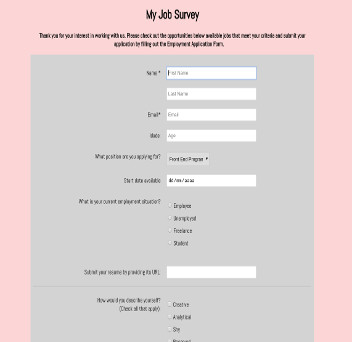 My Job Survey
Thank you for your interest in working with us. Please check out the opportunities below available jobs that meet your criteria and submit your
application by filling out the Employment Application Form.
Name *
First Name
Last Name
Email*
Email
Age
What position are you applying for?
Front End Program
Start date available
dd/mm/aaaa
What is your current employment situation?
Employee
Unemployed
Freelance
Student
Submit your resume by providing its URL
How would you describe yourself?
(Check all that apply)
Creative
Analytical
Shy